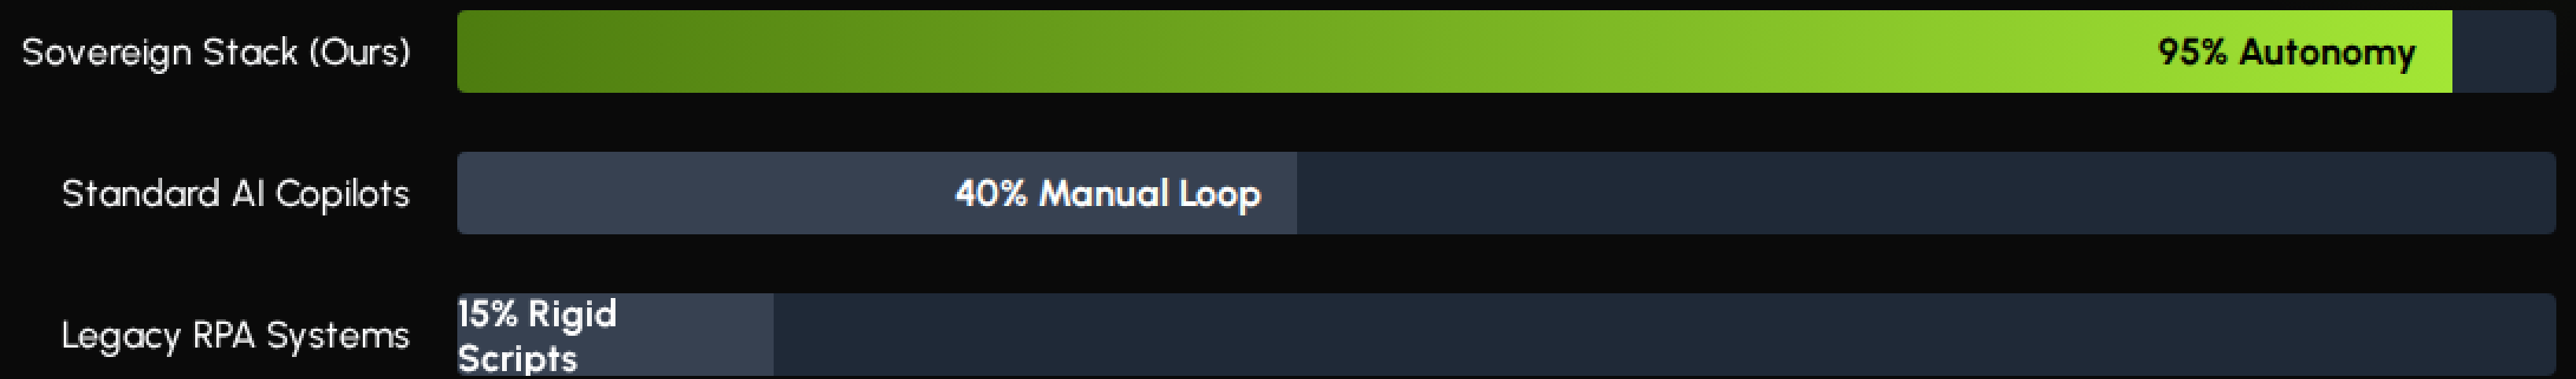 Sovereign Stack (Ours)
95% Autonomy
Standard AI Copilots
40% Manual Loop
Legacy RPA Systems
15% Rigid
Scripts